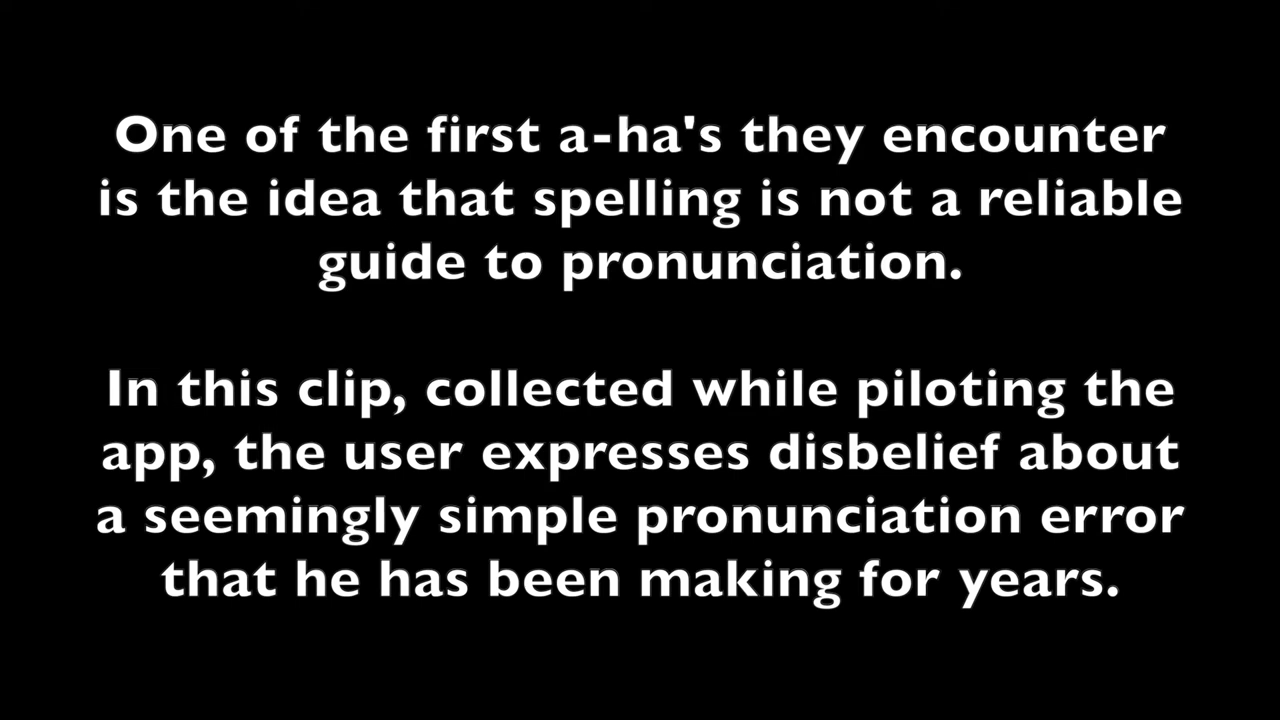 One of the first a-ha's they encounter
is the idea that spelling is not a reliable
guide to pronunciation.
In this clip, collected while piloting the
app, the user expresses disbelief about
a seemingly simple pronunciation error
that he has been making for years.